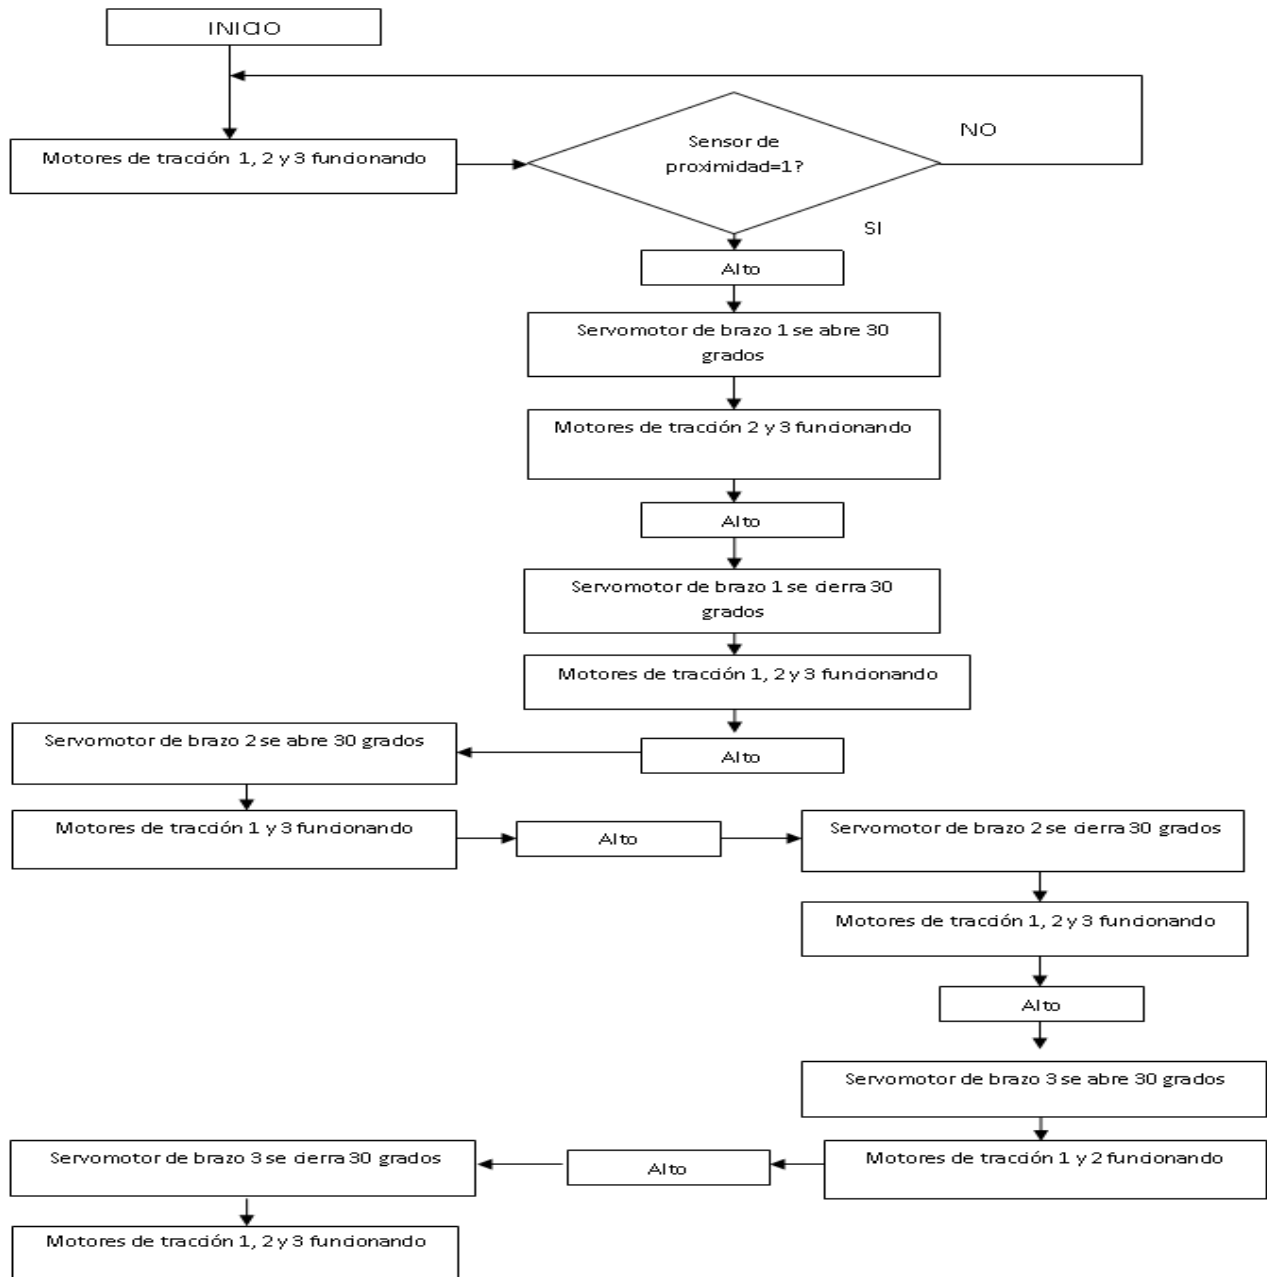 INICIO
Motores de tracción 1, 2 y 3 funcionando
Sensor de
proximidad=1?
NO
SI
Alto
Servomotor de brazo 1 se abre 30
grados
Motores de tracción 2 y 3 funcionando
Alto
Servomotor de brazo 1 se cierra 30
grados
Motores de tracción 1, 2 y 3 funcionando
Alto
Servomotor de brazo 2 se abre 30 grados
Motores de tracción 1 y 3 funcionando
Alto
Servomotor de brazo 2 se cierra 30 grados
Motores de tracción 1, 2 y 3 funcionando
Alto
Servomotor de brazo 3 se abre 30 grados
Motores de tracción 1 y 2 funcionando
Alto
Servomotor de brazo 3 se cierra 30 grados
Motores de tracción 1, 2 y 3 funcionando